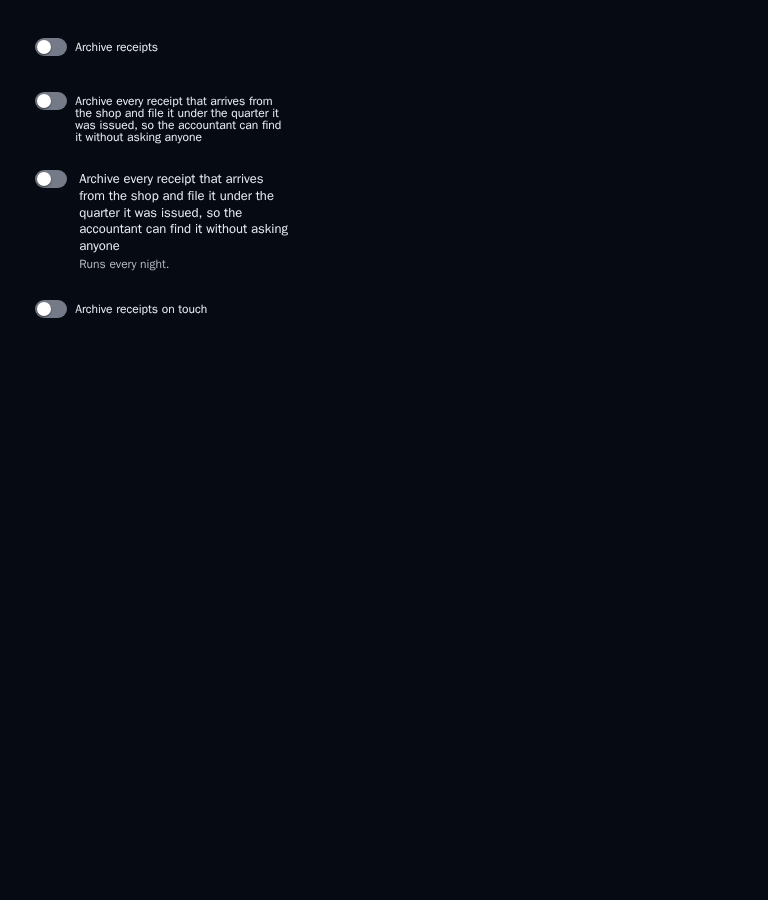 Archive receipts
Archive every receipt that arrives from
the shop and file it under the quarter it
was issued, so the accountant can find
it without asking anyone
Archive every receipt that arrives
from the shop and file it under the
quarter it was issued, so the
accountant can find it without asking
anyone
Runs every night.
Archive receipts on touch